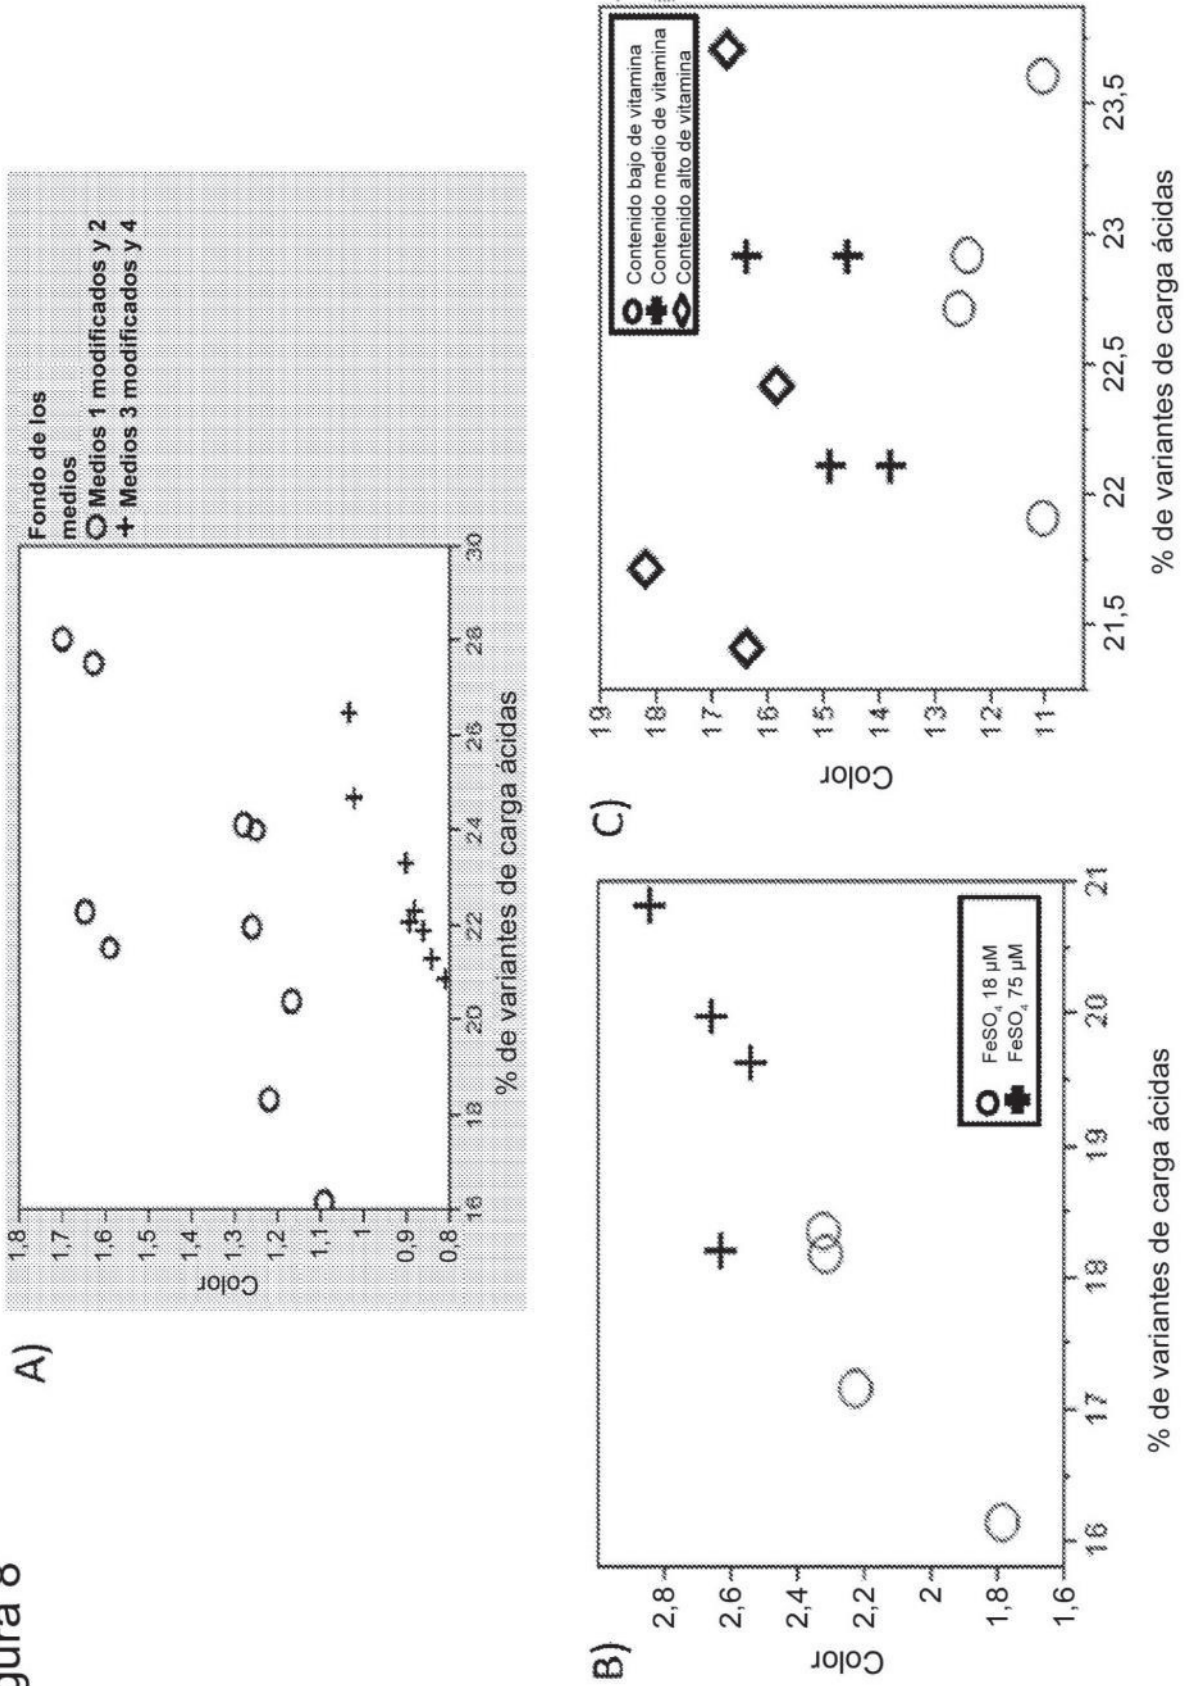 gura 8
A)
Color
1,8
1,7
1,6
1,5
1,4
1,3
1,2
1,1
1
0,9
0,8
16
18
20
22
24
26
28
30
% de variantes de carga ácidas
Fondo de los
medios
Medios 1 modificados y 2
Medios 3 modificados y 4
B)
Color
2,8
2,6
2,4
2,2
2
1,8
1,6
16
17
18
19
20
21
% de variantes de carga ácidas
FeSO₄ 18 µM
FeSO₄ 75 µM
C)
Color
19
18
17
16
15
14
13
12
11
21,5
22
22,5
23
23,5
% de variantes de carga ácidas
Contenido bajo de vitamina
Contenido medio de vitamina
Contenido alto de vitamina